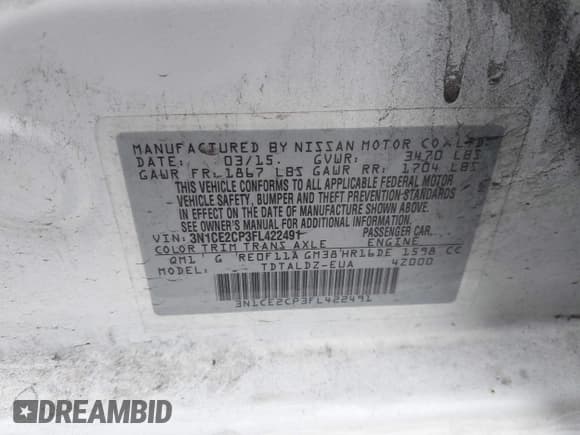 MANUFACTURED BY NISSAN MOTOR CO., LTD.
DATE: 03/15. GVWR: 3470 LBS
GAWR FR: 1867 LBS GAWR RR: 1704 LBS
THIS VEHICLE CONFORMS TO ALL APPLICABLE FEDERAL MOTOR
VEHICLE SAFETY, BUMPER AND THEFT PREVENTION STANDARDS
IN EFFECT ON THE DATE OF MANUFACTURE SHOWN ABOVE.
SEE OWNER'S MANUAL FOR ADDITIONAL INFORMATION.
VIN: 3N1CE2CP3FL422491 PASSENGER CAR.
COLOR TRIM TRANS AXLE ENGINE
QM1 G RE0F11A GM38 HR16DE 1598 CC
MODEL: TDTALDZ-EUA 42000
3N1CE2CP3FL422491
DREAMBID